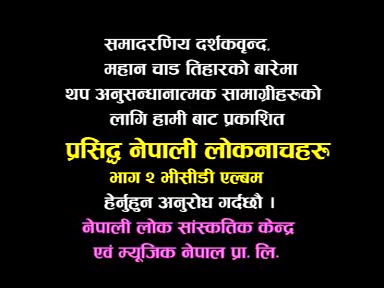 समादरणिय दर्शकवृन्द,
महान चाड तिहारको बारेमा
थप अनुसन्धानात्मक सामाग्रीहरुको
लागि हामी बाट प्रकाशित
प्रसिद्ध नेपाली लोकनाचहरू
भाग २ भीसीडी एल्बम
हेर्नुहुन अनुरोध गर्दछौ ।
नेपाली लोक सांस्कतिक केन्द्र
एवं म्यूजिक नेपाल प्रा. लि.